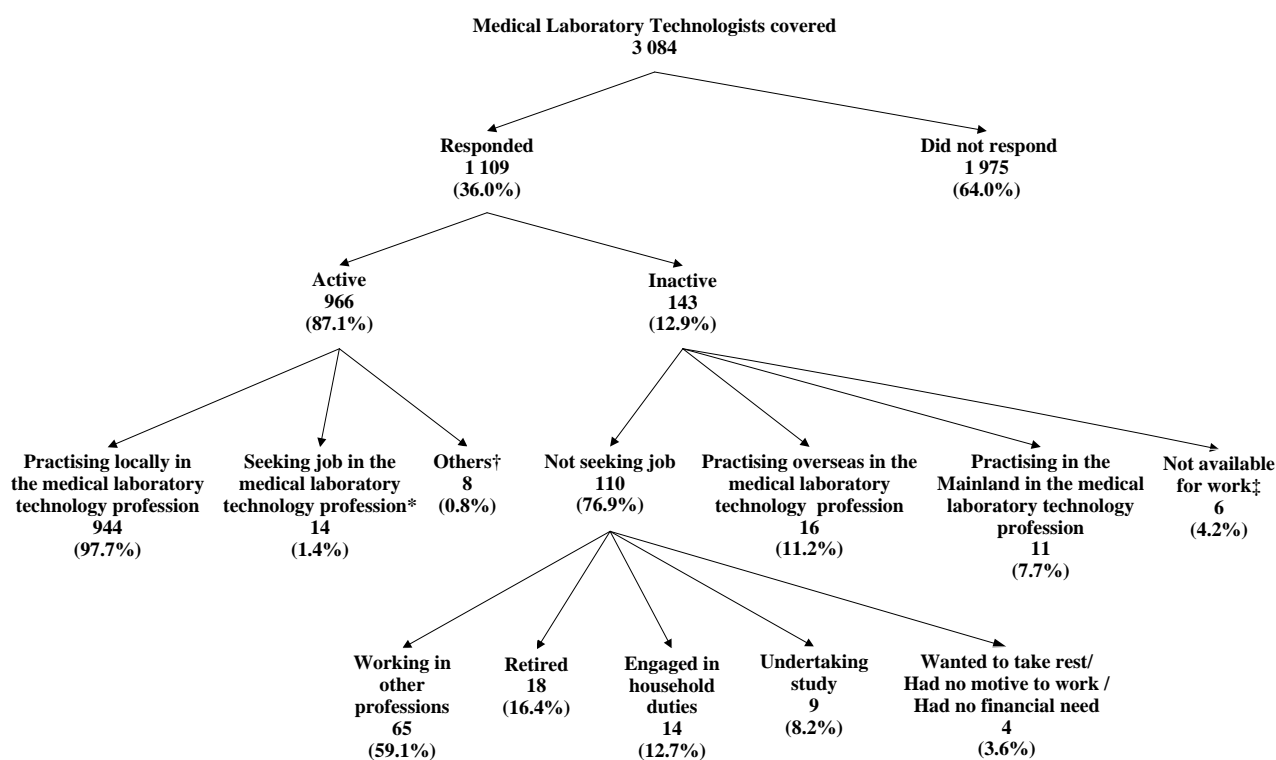 Medical Laboratory Technologists covered
3 084
Responded
1 109
(36.0%)
Did not respond
1 975
(64.0%)
Active
966
(87.1%)
Inactive
143
(12.9%)
Practising locally in
the medical laboratory
technology profession
944
(97.7%)
Seeking job in the
medical laboratory
technology profession*
14
(1.4%)
Others†
8
(0.8%)
Not seeking job
110
(76.9%)
Practising overseas in the
medical laboratory
technology profession
16
(11.2%)
Practising in the
Mainland in the medical
laboratory technology
profession
11
(7.7%)
Not available
for work‡
6
(4.2%)
Working in
other
professions
65
(59.1%)
Retired
18
(16.4%)
Engaged in
household
duties
14
(12.7%)
Undertaking
study
9
(8.2%)
Wanted to take rest/
Had no motive to work /
Had no financial need
4
(3.6%)